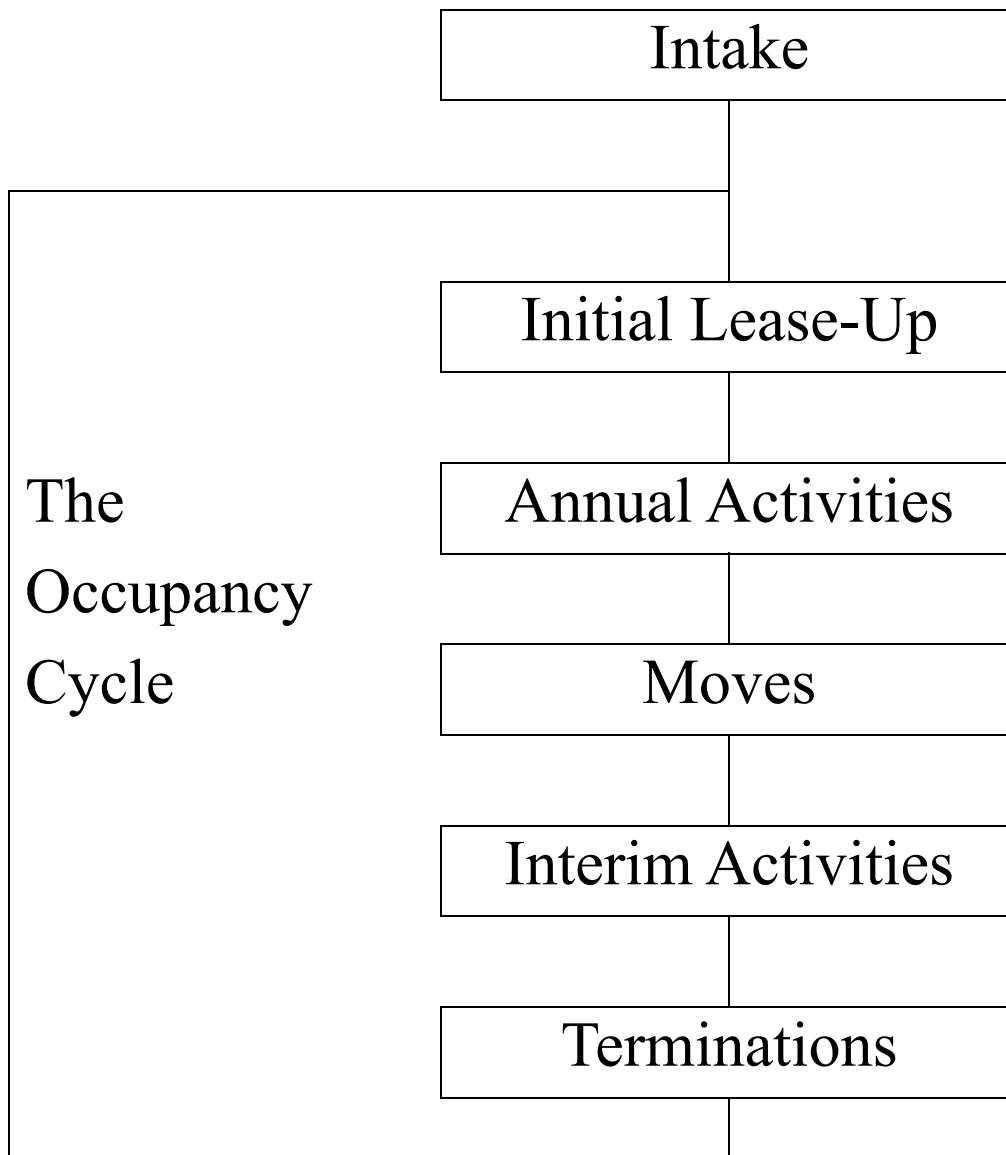 Intake
Initial Lease-Up
The
Annual Activities
Occupancy
Cycle
Moves
Interim Activities
Terminations